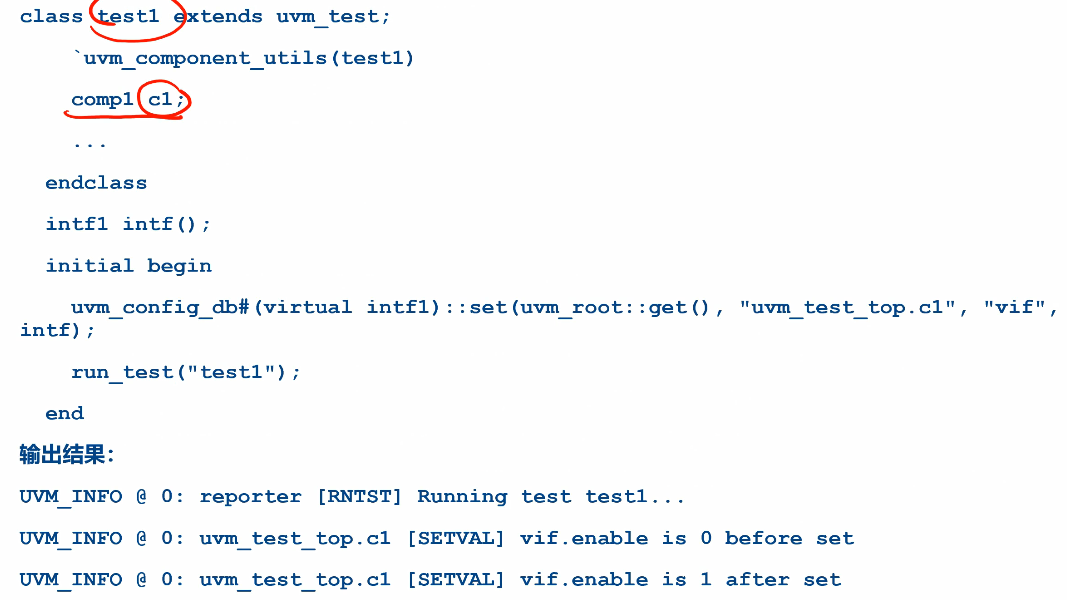 class test1 extends uvm_test;
`uvm_component_utils(test1)
comp1 c1;
...
endclass
intf1 intf();
initial begin
uvm_config_db#(virtual intf1)::set(uvm_root::get(), "uvm_test_top.c1", "vif",
intf);
run_test("test1");
end
输出结果：
UVM_INFO @ 0: reporter [RNTST] Running test test1...
UVM_INFO @ 0: uvm_test_top.c1 [SETVAL] vif.enable is 0 before set
UVM_INFO @ 0: uvm_test_top.c1 [SETVAL] vif.enable is 1 after set